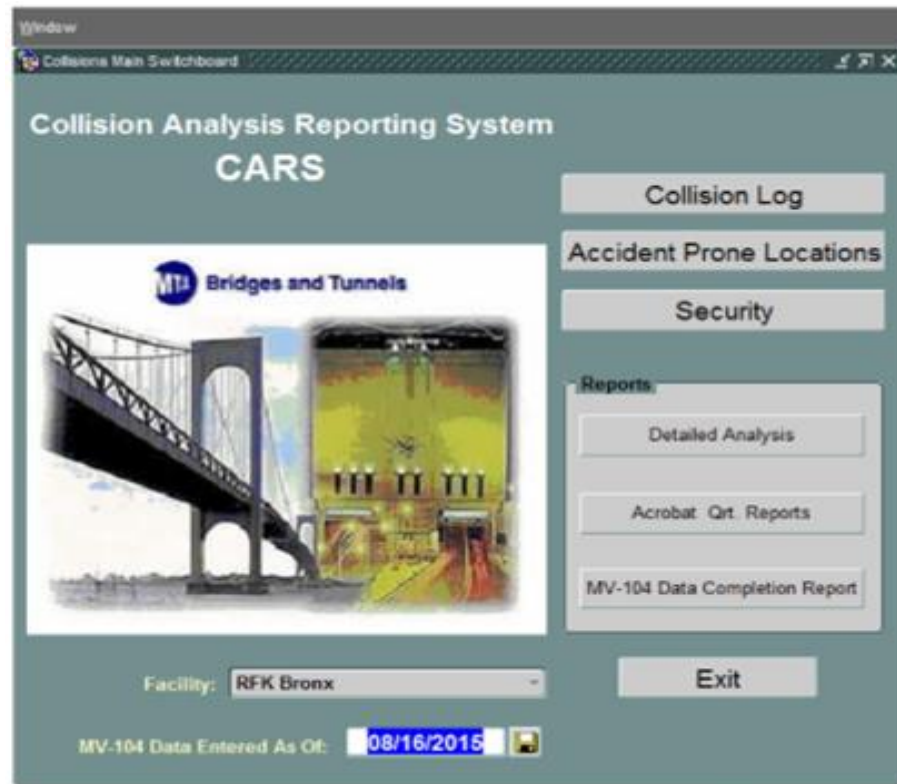 Window
Collisions Main Switchboard
Collision Analysis Reporting System
CARS
Collision Log
Accident Prone Locations
Security
MTA Bridges and Tunnels
Reports
Detailed Analysis
Acrobat Qrt. Reports
MV-104 Data Completion Report
Facility: RFK Bronx
Exit
MV-104 Data Entered As Of: 08/16/2015